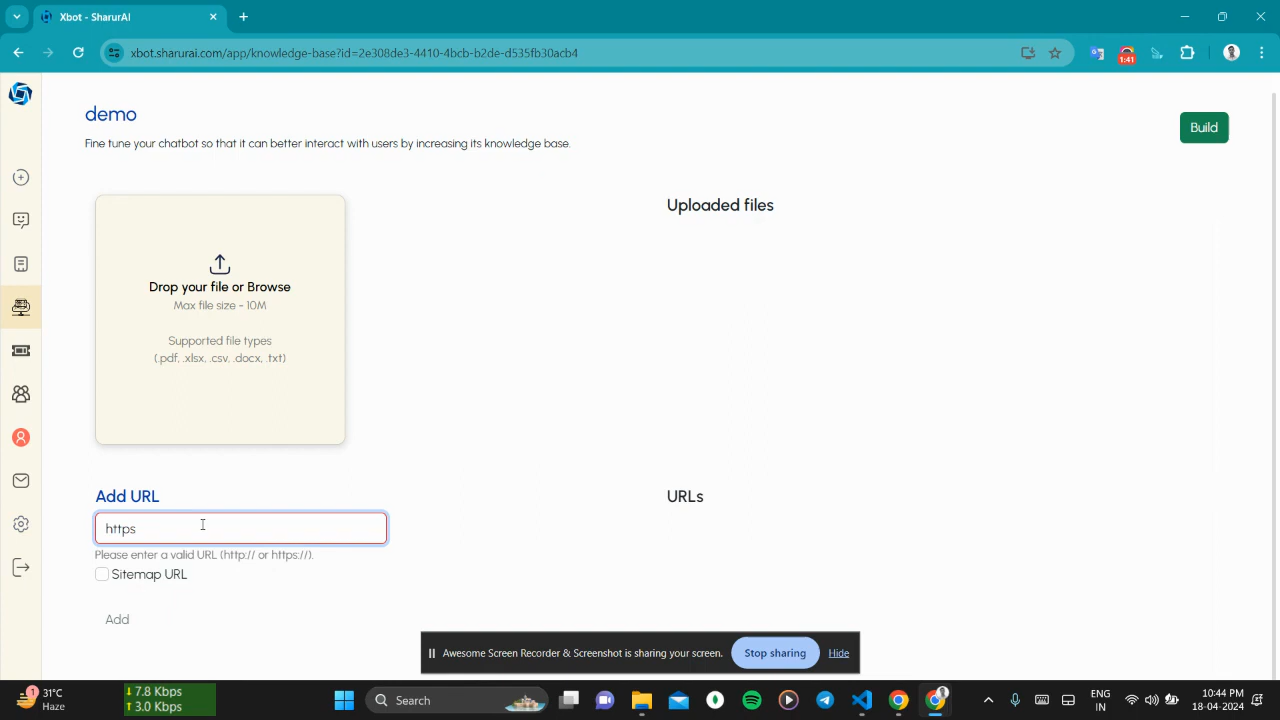 Xbot - SharurAI
xbot.sharurai.com/app/knowledge-base?id=2e308de3-4410-4bcb-b2de-d535fb30acb4
1:41
demo
Build
Fine tune your chatbot so that it can better interact with users by increasing its knowledge base.
Uploaded files
Drop your file or Browse
Max file size - 10M
Supported file types
(.pdf, .xlsx, .csv, .docx, .txt)
Add URL
URLs
https
Please enter a valid URL (http:// or https://).
Sitemap URL
Add
Awesome Screen Recorder & Screenshot is sharing your screen.
Stop sharing
Hide
1
31°C
Haze
7.8 Kbps
3.0 Kbps
Search
ENG
IN
10:44 PM
18-04-2024